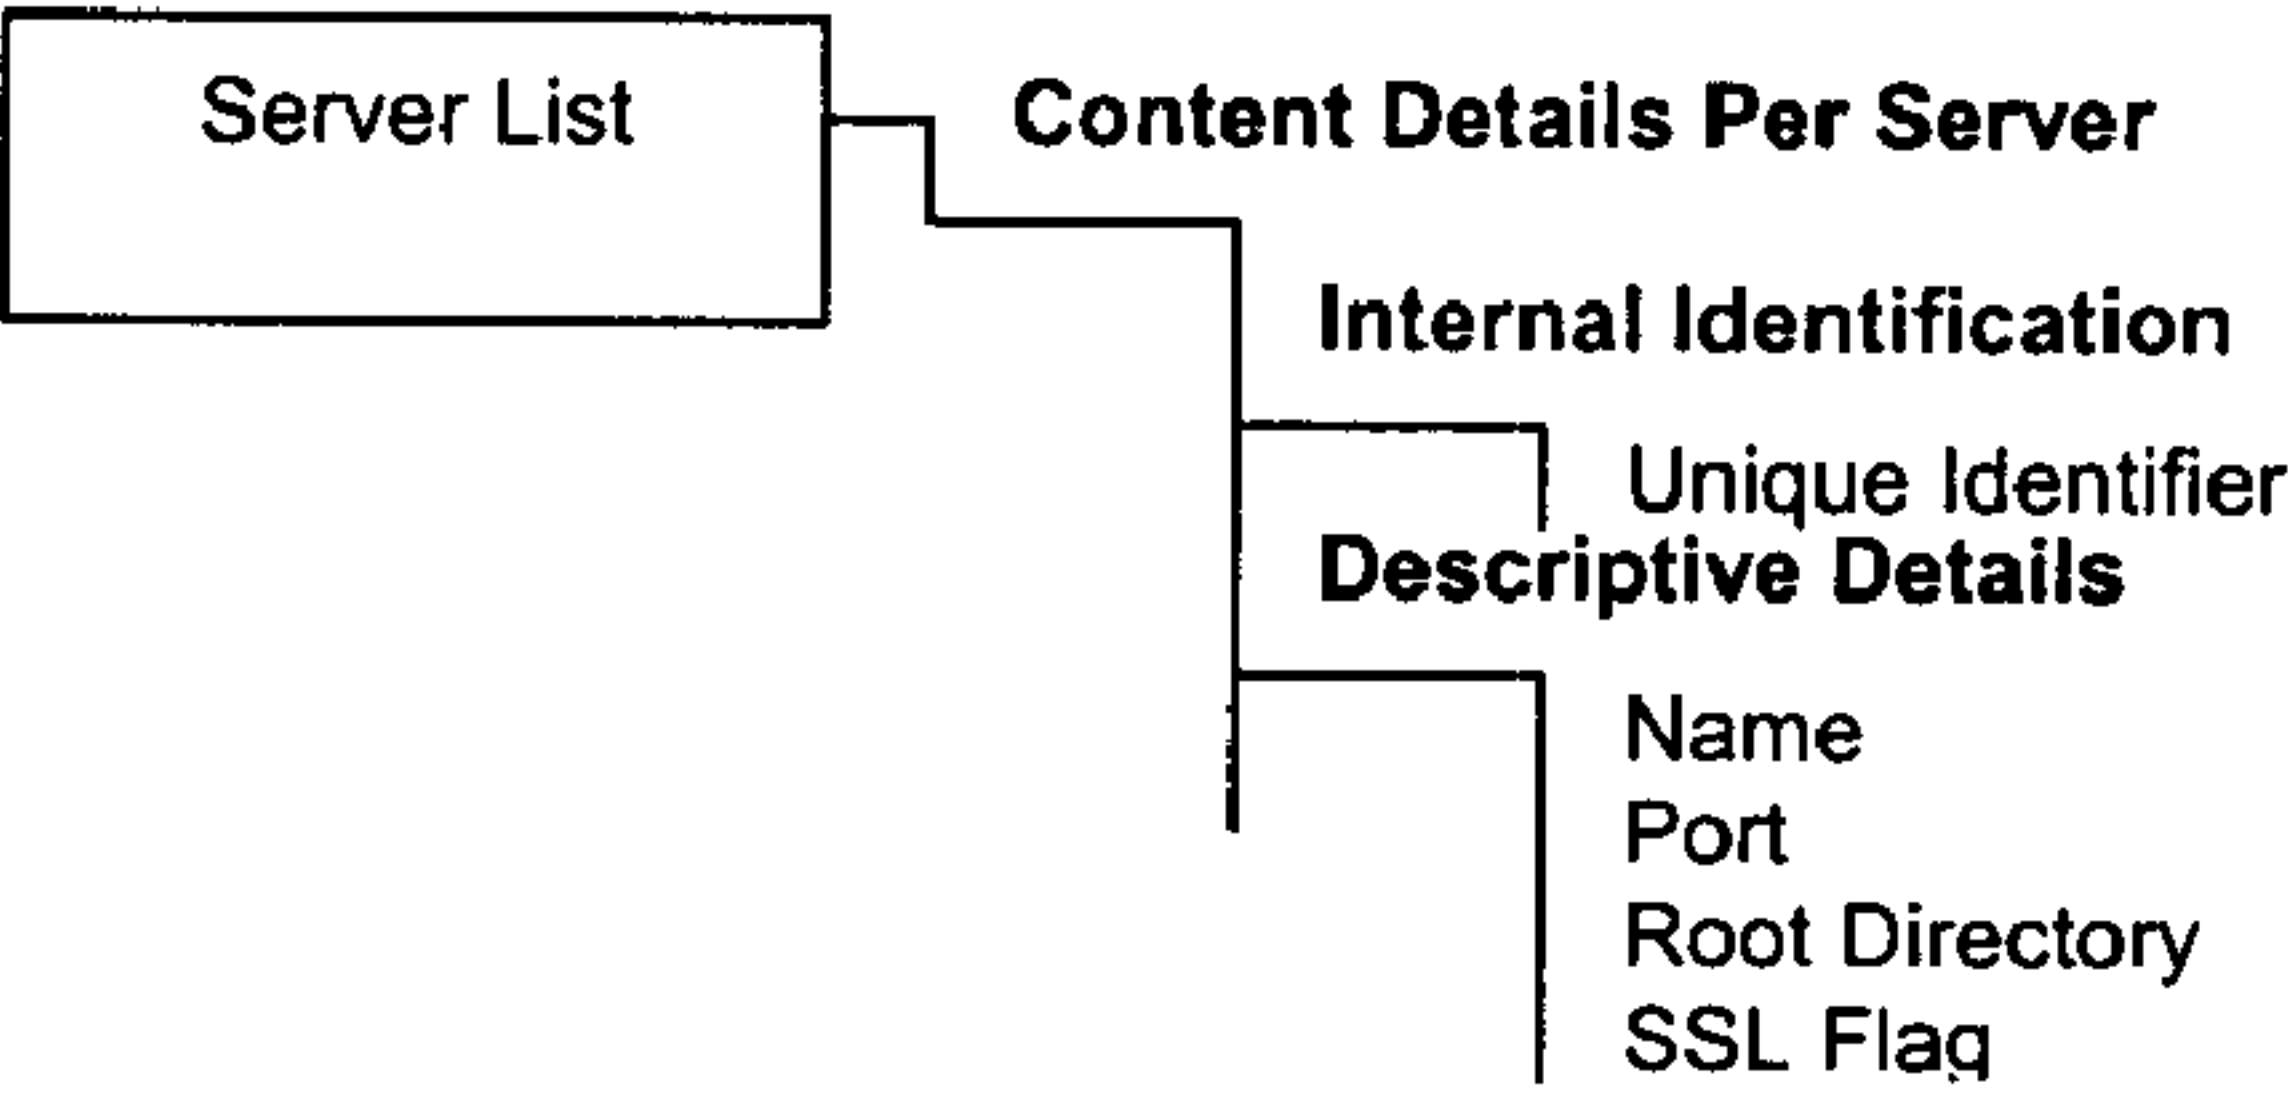 Server List
Content Details Per Server
Internal Identification
Unique Identifier
Descriptive Details
Name
Port
Root Directory
SSL Flag